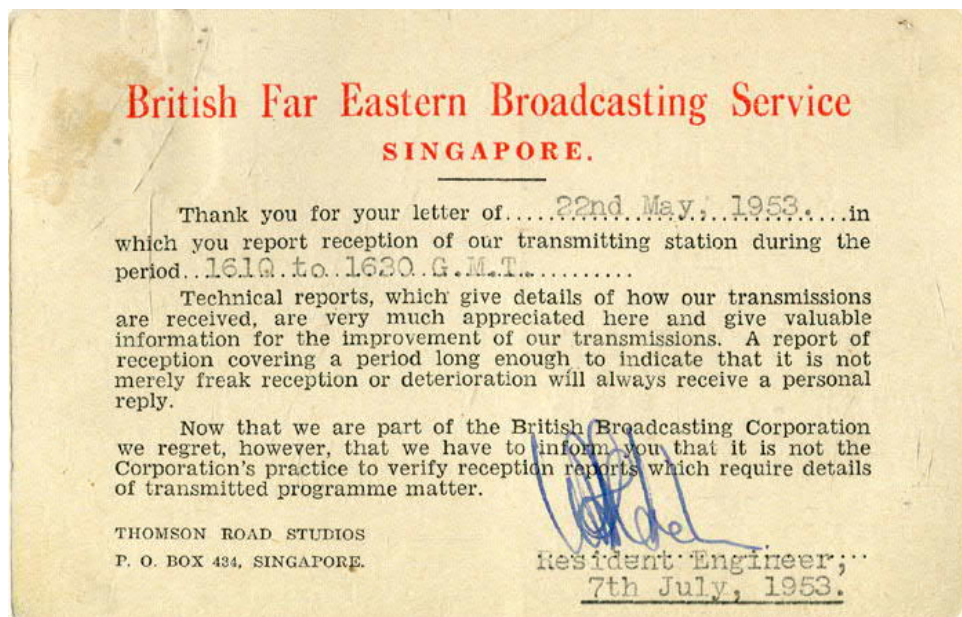 British Far Eastern Broadcasting Service
SINGAPORE.
Thank you for your letter of.....22nd May, 1953....in
which you report reception of our transmitting station during the
period..1610 to 1630 G.M.T...........
Technical reports, which give details of how our transmissions
are received, are very much appreciated here and give valuable
information for the improvement of our transmissions. A report of
reception covering a period long enough to indicate that it is not
merely freak reception or deterioration will always receive a personal
reply.
Now that we are part of the British Broadcasting Corporation
we regret, however, that we have to inform you that it is not the
Corporation's practice to verify reception reports which require details
of transmitted programme matter.
THOMSON ROAD STUDIOS
P. O. BOX 434, SINGAPORE.
Resident Engineer,
7th July, 1953.